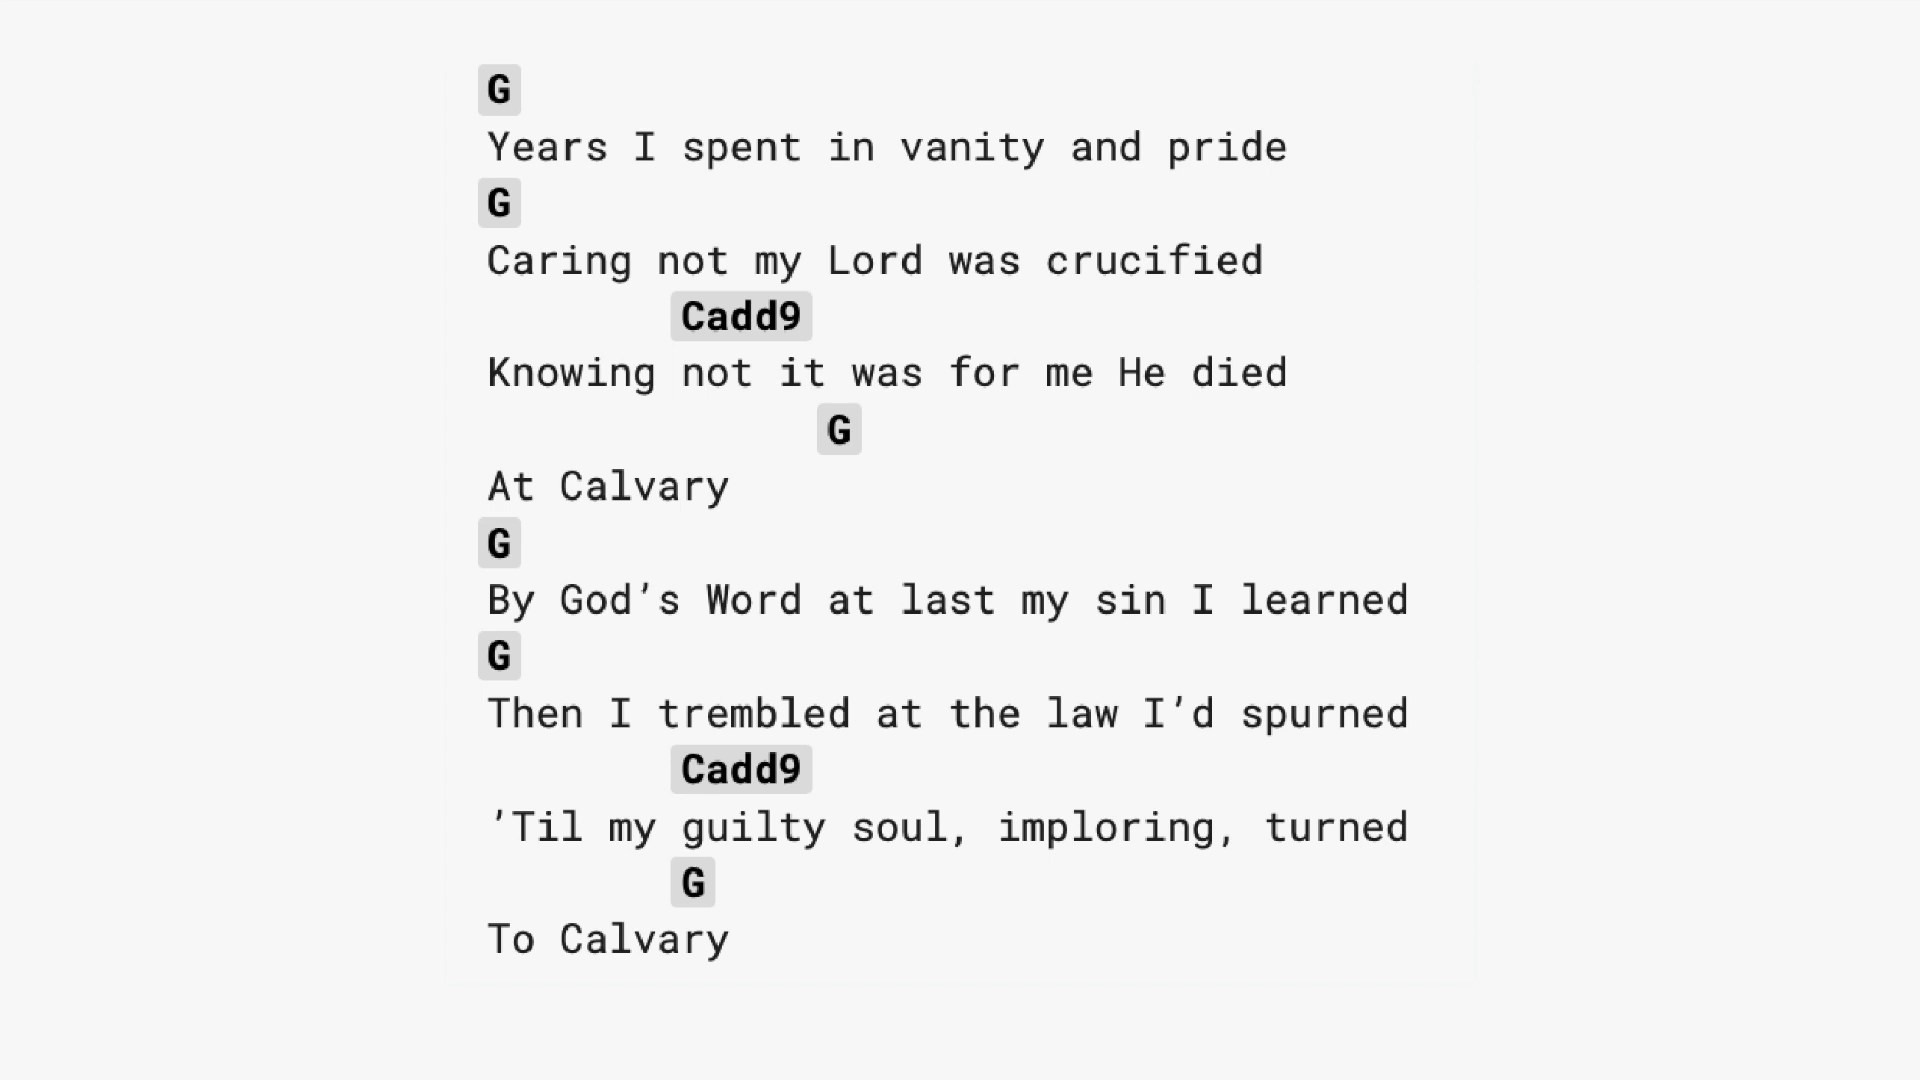 G
Years I spent in vanity and pride
G
Caring not my Lord was crucified
Cadd9
Knowing not it was for me He died
G
At Calvary
G
By God’s Word at last my sin I learned
G
Then I trembled at the law I’d spurned
Cadd9
’Til my guilty soul, imploring, turned
G
To Calvary